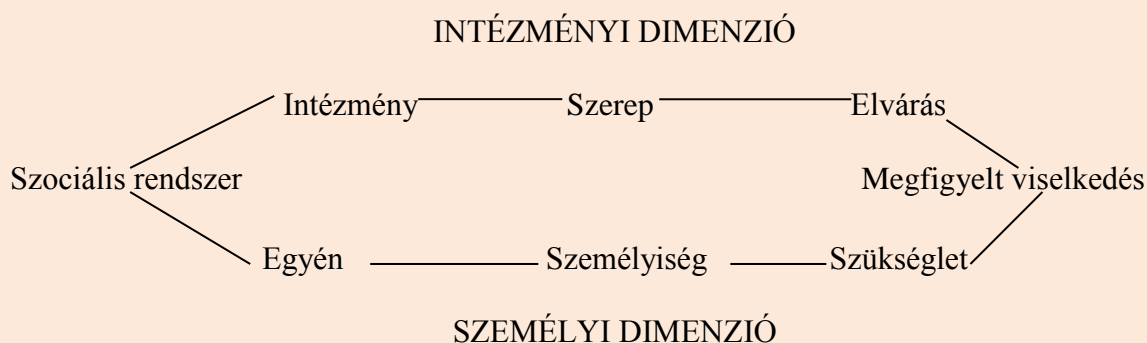 INTÉZMÉNYI DIMENZIÓ
Intézmény Szerep Elvárás
Szociális rendszer Megfigyelt viselkedés
Egyén Személyiség Szükséglet
SZEMÉLYI DIMENZIÓ